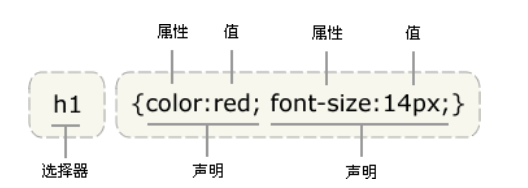 属性 值 属性 值
h1 {color:red; font-size:14px;}
选择器 声明 声明